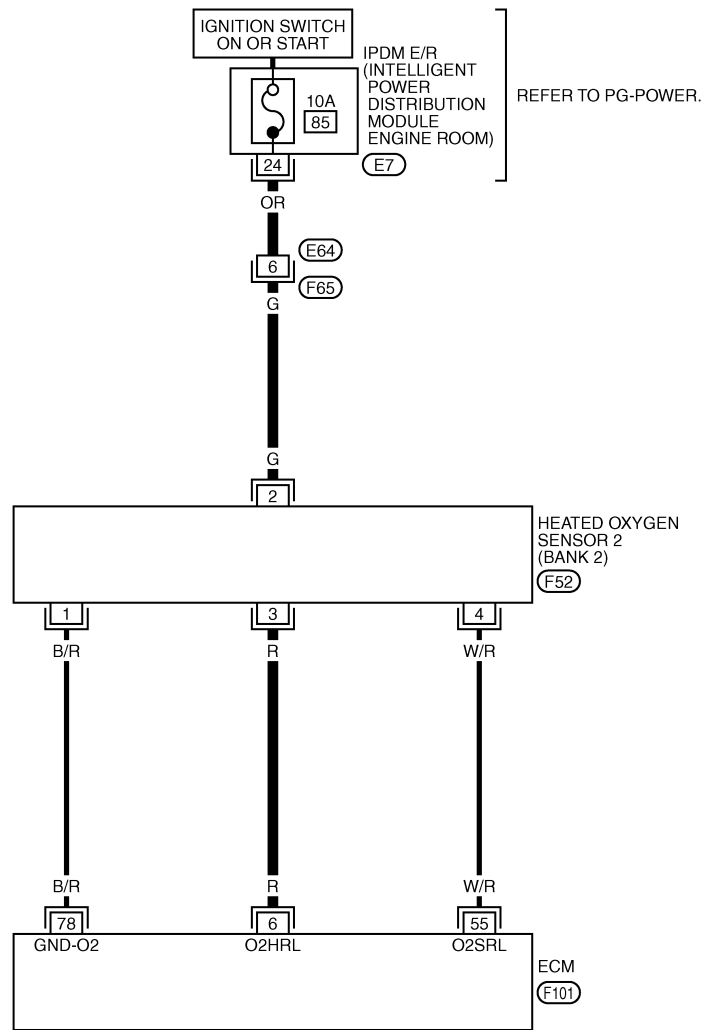 IGNITION SWITCH
ON OR START
IPDM E/R
(INTELLIGENT
POWER
DISTRIBUTION
MODULE
ENGINE ROOM)
REFER TO PG-POWER.
10A
85
24
E7
OR
E64
6
F65
G
G
2
HEATED OXYGEN
SENSOR 2
(BANK 2)
F52
1
3
4
B/R
R
W/R
B/R
R
W/R
78
6
55
GND-O2
O2HRL
O2SRL
ECM
F101